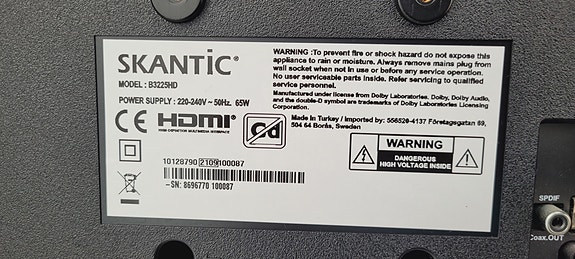 SKANTIC
MODEL : B3225HD
POWER SUPPLY : 220-240V ~ 50Hz. 65W
CE HDMI
HIGH-DEFINITION MULTIMEDIA INTERFACE
Cd
WARNING :To prevent fire or shock hazard do not expose this
appliance to rain or moisture. Always remove mains plug from
wall socket when not in use or before any service operation.
No user serviceable parts inside. Refer servicing to qualified
service personnel.
Manufactured under license from Dolby Laboratories. Dolby, Dolby Audio,
and the double-D symbol are trademarks of Dolby Laboratories Licensing
Corporation.
Made in Turkey / Imported by: 556520-4137 Företagsgatan 69,
504 64 Borås, Sweden
WARNING
DANGEROUS
HIGH VOLTAGE INSIDE
10128790 2109 100087
-SN: 8696770 100087
SPDIF
Coax.OUT